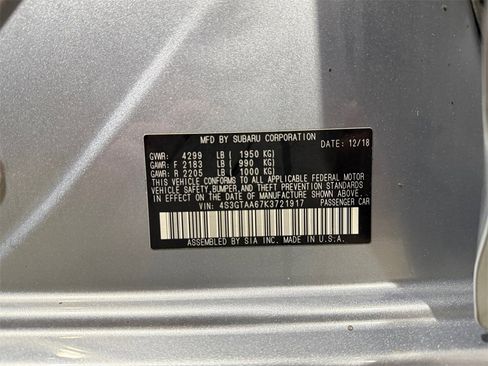 MFD BY SUBARU CORPORATION
DATE: 12/18
GVWR: 4299 LB ( 1950 KG)
GAWR: F 2183 LB ( 990 KG)
GAWR: R 2205 LB ( 1000 KG)
THIS VEHICLE CONFORMS TO ALL APPLICABLE FEDERAL MOTOR
VEHICLE SAFETY, BUMPER, AND THEFT PREVENTION STANDARDS
IN EFFECT ON THE DATE OF MANUFACTURE SHOWN ABOVE.
VIN: 4S3GTAA67K3721917 PASSENGER CAR
ASSEMBLED BY SIA INC. MADE IN U.S.A.